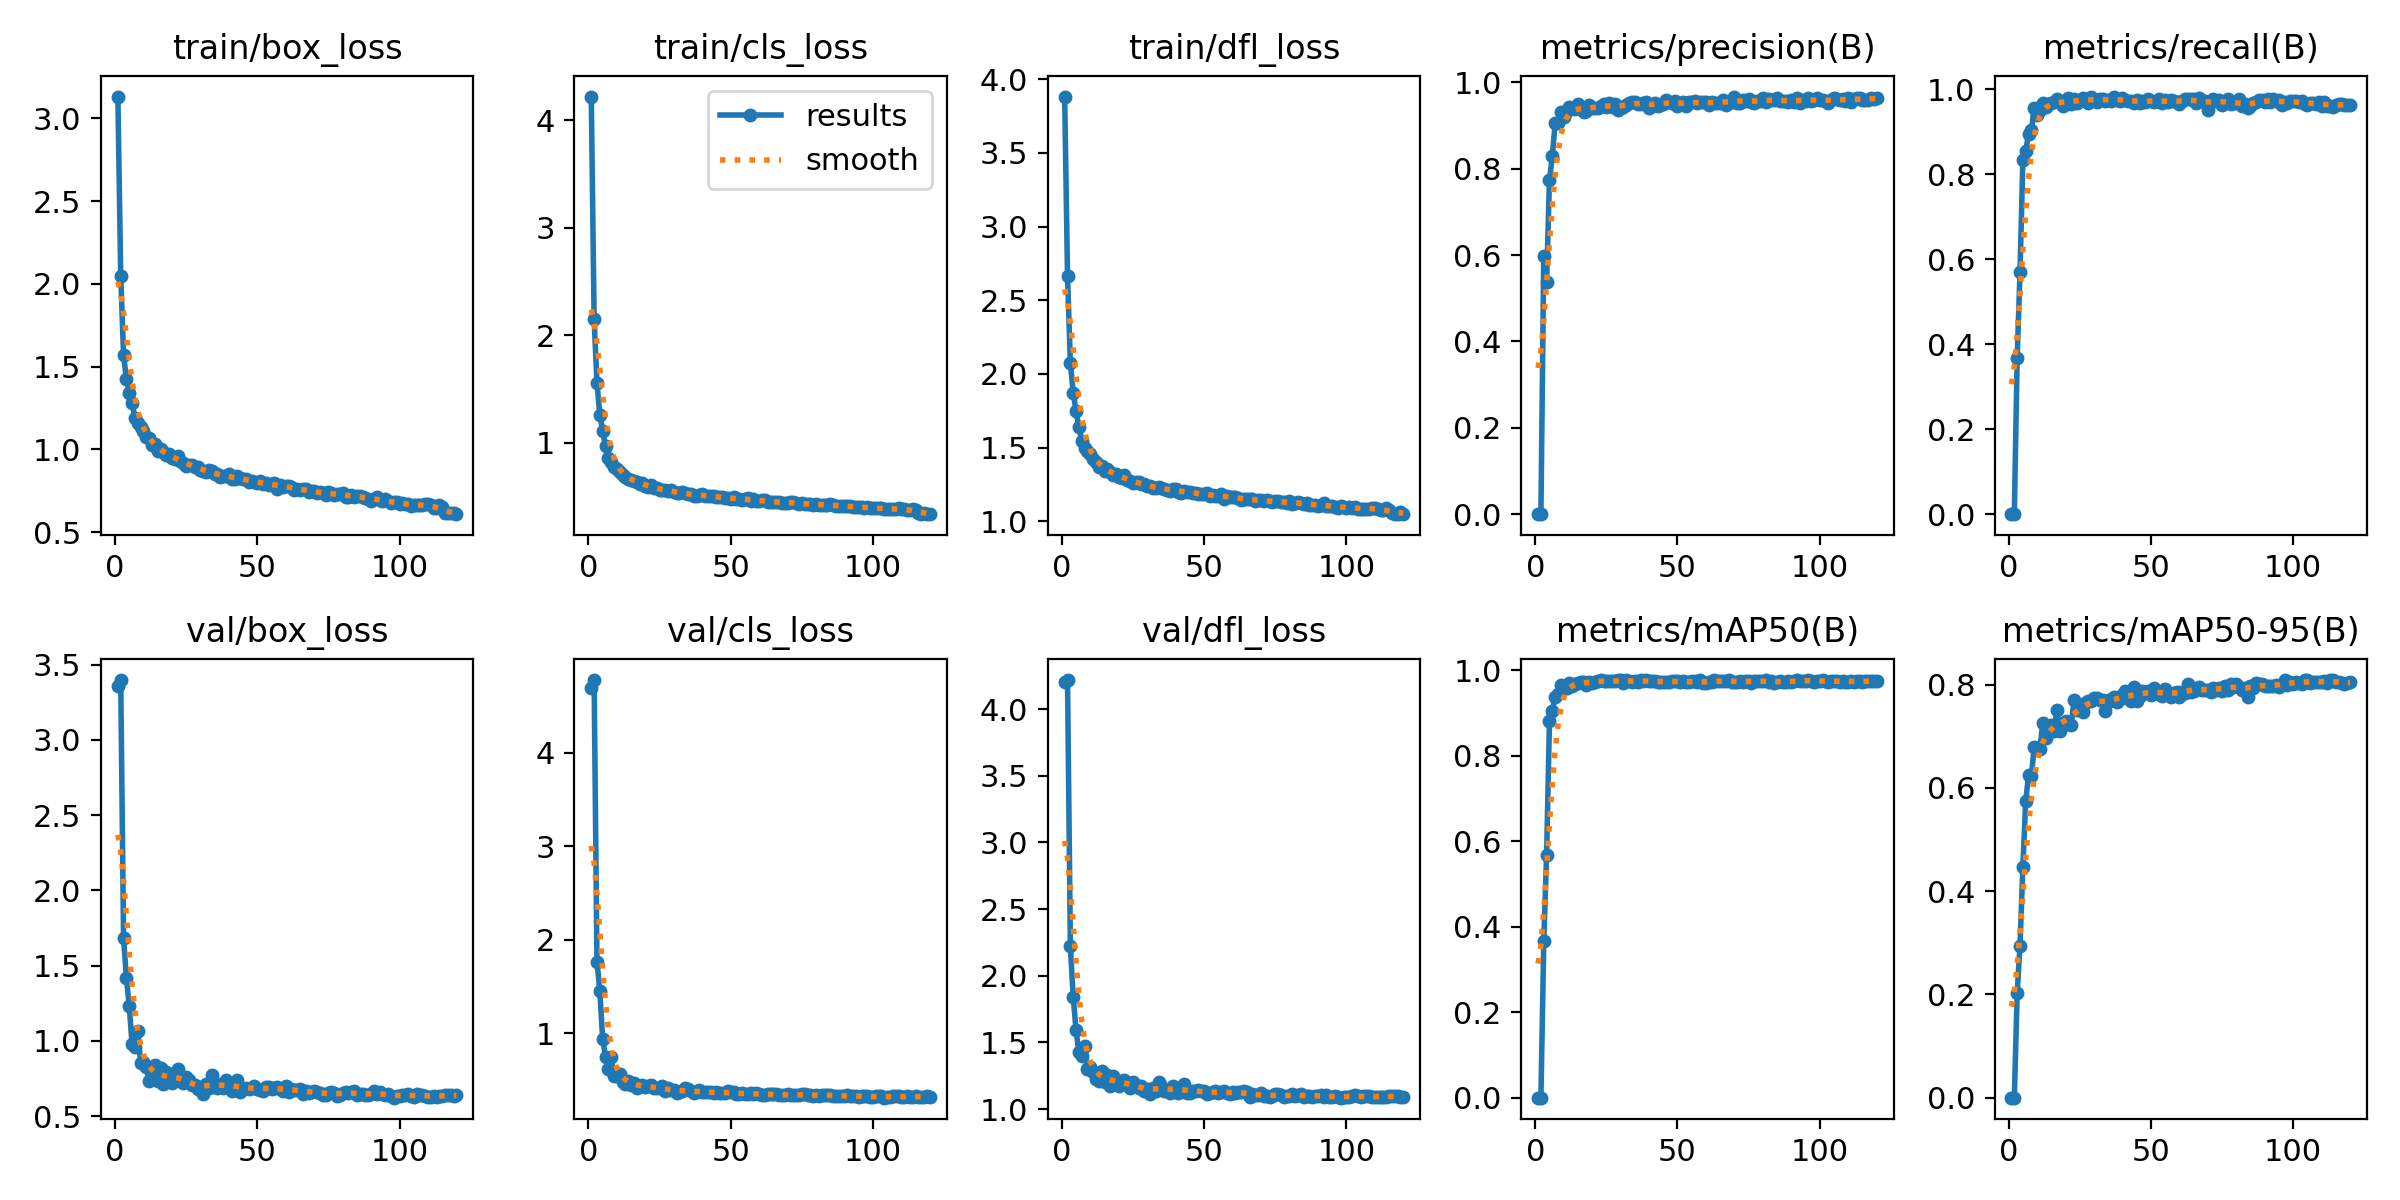 train/box_loss
3.0
2.5
2.0
1.5
1.0
0.5
0 50 100
train/cls_loss
results
smooth
4
3
2
1
0 50 100
train/dfl_loss
4.0
3.5
3.0
2.5
2.0
1.5
1.0
0 50 100
metrics/precision(B)
1.0
0.8
0.6
0.4
0.2
0.0
0 50 100
metrics/recall(B)
1.0
0.8
0.6
0.4
0.2
0.0
0 50 100
val/box_loss
3.5
3.0
2.5
2.0
1.5
1.0
0.5
0 50 100
val/cls_loss
4
3
2
1
0 50 100
val/dfl_loss
4.0
3.5
3.0
2.5
2.0
1.5
1.0
0 50 100
metrics/mAP50(B)
1.0
0.8
0.6
0.4
0.2
0.0
0 50 100
metrics/mAP50-95(B)
0.8
0.6
0.4
0.2
0.0
0 50 100